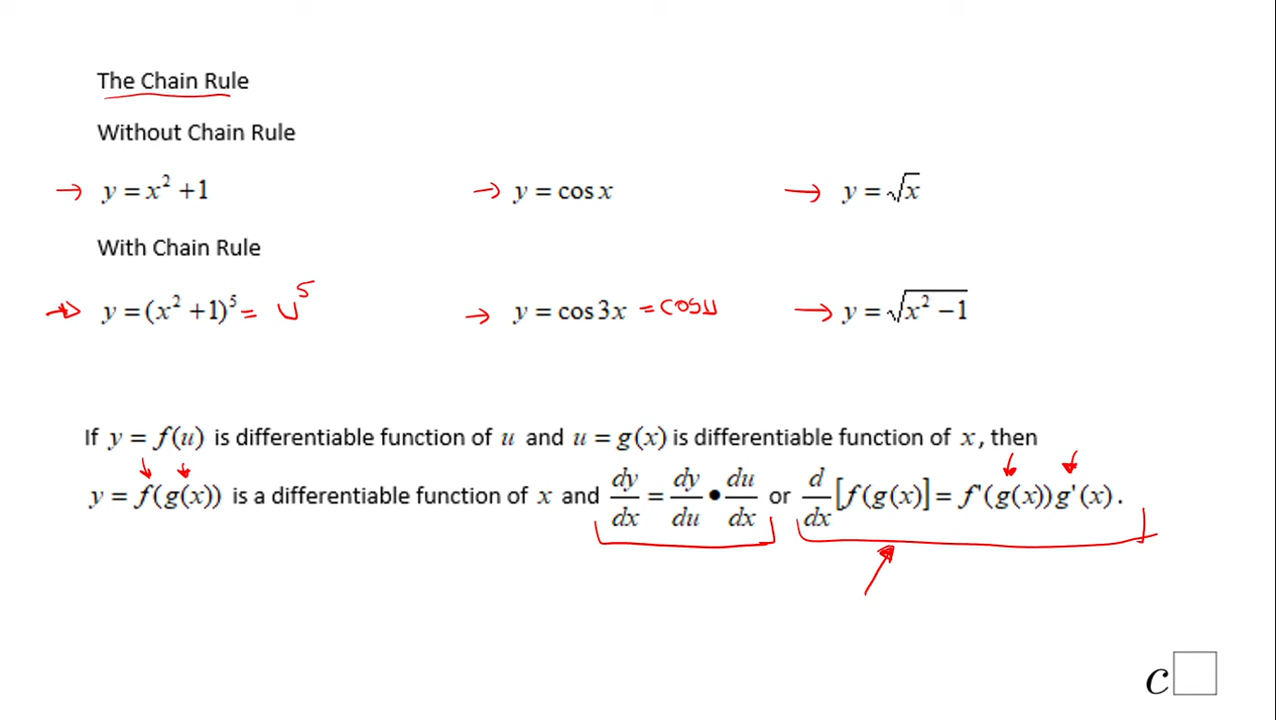 The Chain Rule
Without Chain Rule
→ y = x² + 1 → y = cos x → y = √x
With Chain Rule
→ y = (x² + 1)⁵ = u⁵ → y = cos 3x = cos u → y = √(x² − 1)
If y = f(u) is differentiable function of u and u = g(x) is differentiable function of x, then
y = f(g(x)) is a differentiable function of x and dy/dx = dy/du • du/dx or d/dx [f(g(x)] = f'(g(x))g'(x).
c